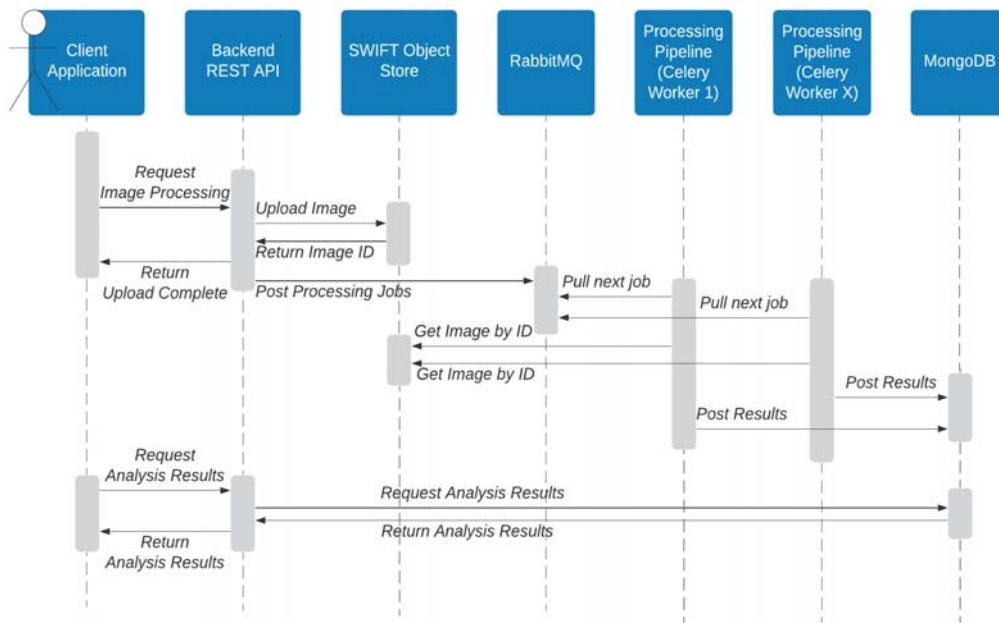 Client
Application
Backend
REST API
SWIFT Object
Store
RabbitMQ
Processing
Pipeline
(Celery
Worker 1)
Processing
Pipeline
(Celery
Worker X)
MongoDB
Request
Image Processing
Upload Image
Return Image ID
Return
Upload Complete
Post Processing Jobs
Pull next job
Pull next job
Get Image by ID
Get Image by ID
Post Results
Post Results
Request
Analysis Results
Request Analysis Results
Return Analysis Results
Return
Analysis Results